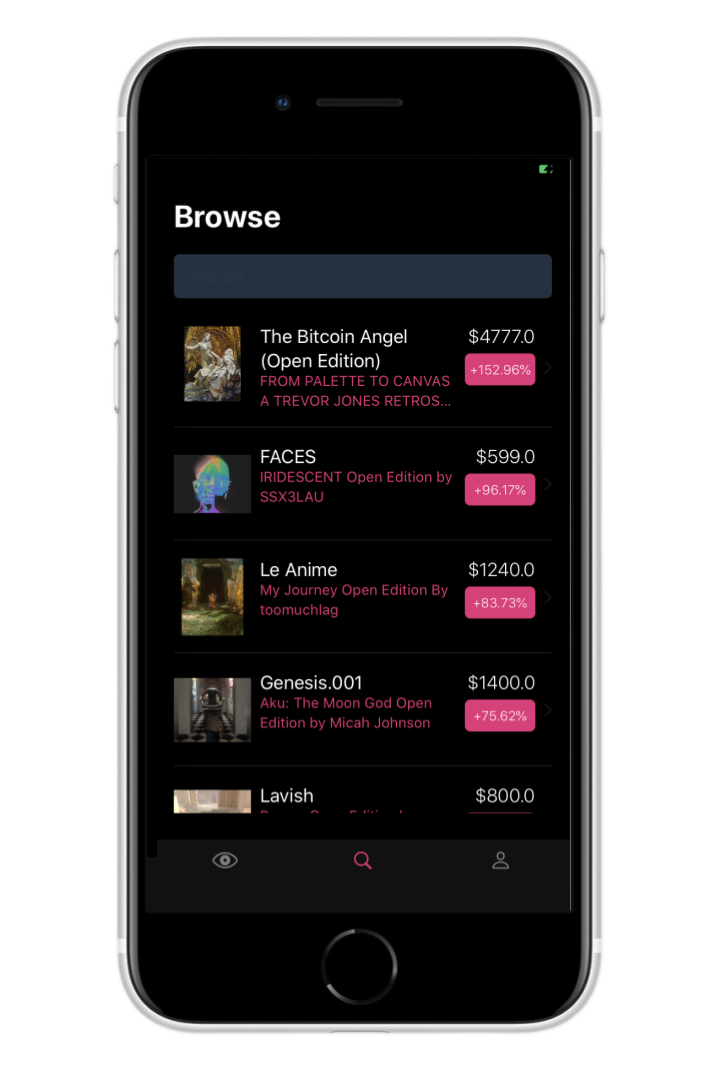 Browse
Search
The Bitcoin Angel
(Open Edition)
$4777.0
FROM PALETTE TO CANVAS
A TREVOR JONES RETROS...
+152.96%
FACES
$599.0
IRIDESCENT Open Edition by
SSX3LAU
+96.17%
Le Anime
$1240.0
My Journey Open Edition By
toomuchlag
+83.73%
Genesis.001
$1400.0
Aku: The Moon God Open
Edition by Micah Johnson
+75.62%
Lavish
$800.0